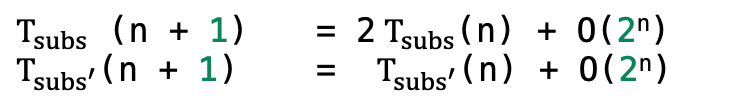 Tsubs (n + 1) = 2 Tsubs(n) + O(2ⁿ)
Tsubs′(n + 1) = Tsubs′(n) + O(2ⁿ)